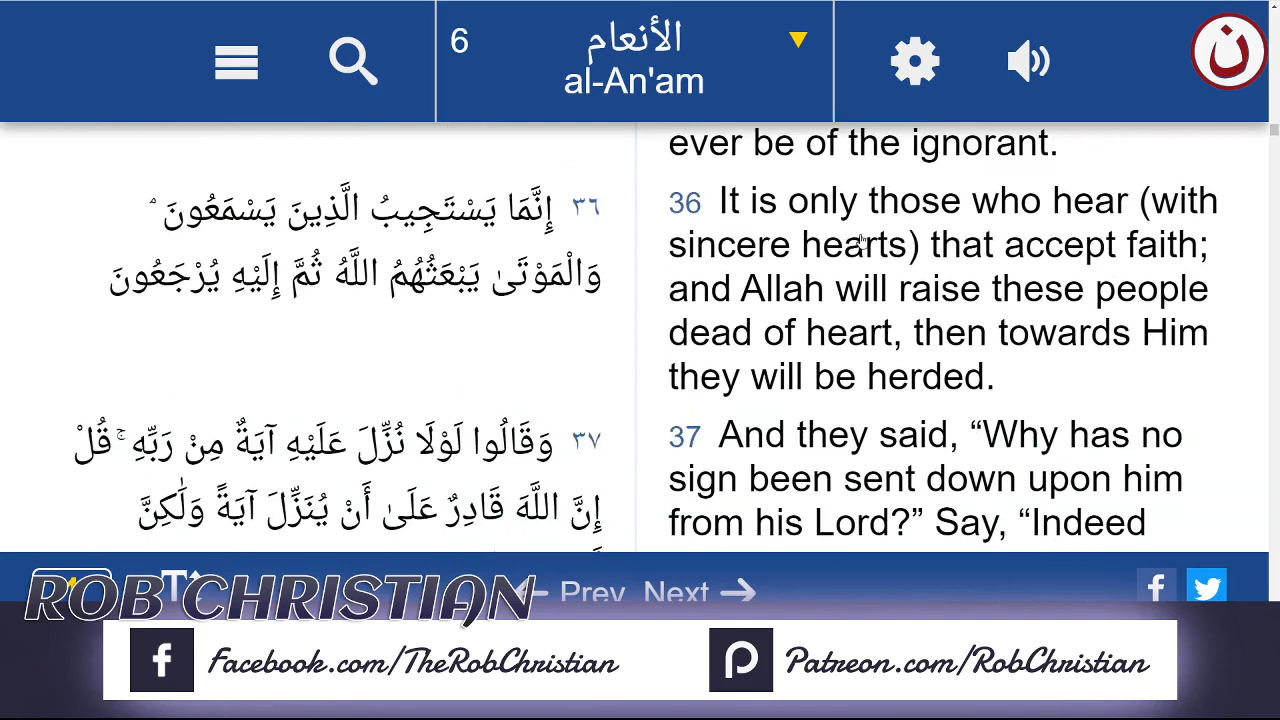 6
الأنعام
al-An'am
ن
ever be of the ignorant.
٣٦ إِنَّمَا يَسْتَجِيبُ الَّذِينَ يَسْمَعُونَ ۘ
وَالْمَوْتَىٰ يَبْعَثُهُمُ اللَّهُ ثُمَّ إِلَيْهِ يُرْجَعُونَ
36 It is only those who hear (with
sincere hearts) that accept faith;
and Allah will raise these people
dead of heart, then towards Him
they will be herded.
٣٧ وَقَالُوا لَوْلَا نُزِّلَ عَلَيْهِ آيَةٌ مِنْ رَبِّهِ ۚ قُلْ
إِنَّ اللَّهَ قَادِرٌ عَلَىٰ أَنْ يُنَزِّلَ آيَةً وَلَٰكِنَّ
37 And they said, “Why has no
sign been sent down upon him
from his Lord?” Say, “Indeed
← Prev Next →
ROB CHRISTIAN
Facebook.com/TheRobChristian
Patreon.com/RobChristian